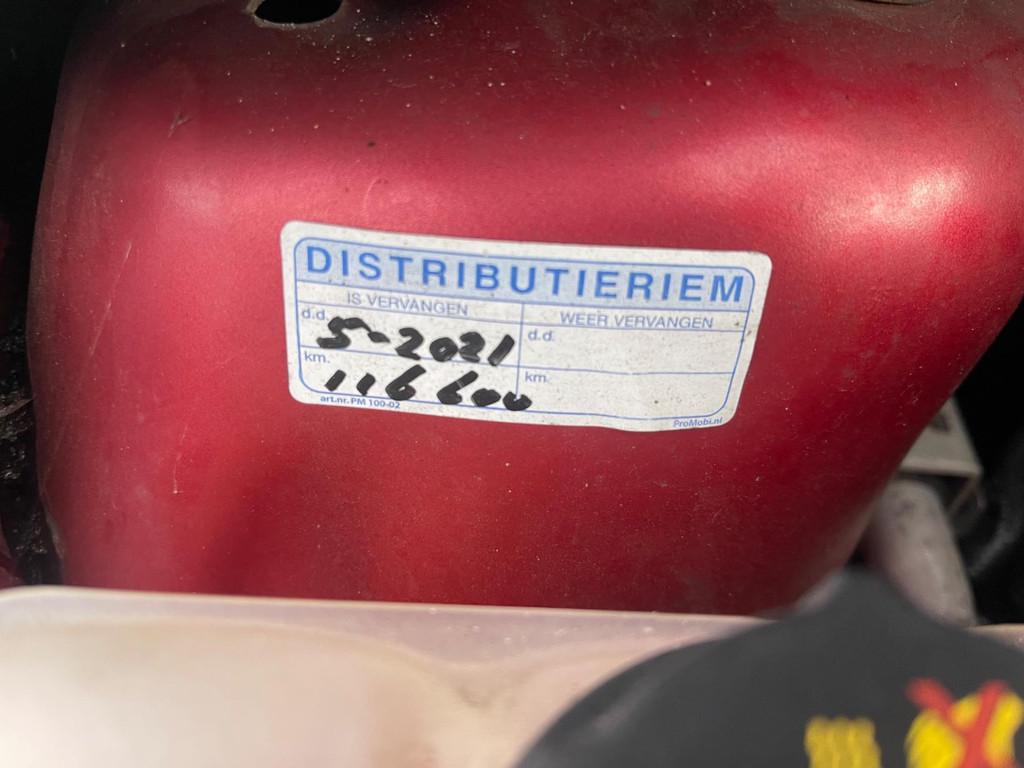 DISTRIBUTIERIEM
IS VERVANGEN
WEER VERVANGEN
d.d. 5-2021
d.d.
km. 116 600
km.
art.nr. PM 100-02
ProMobi.nl